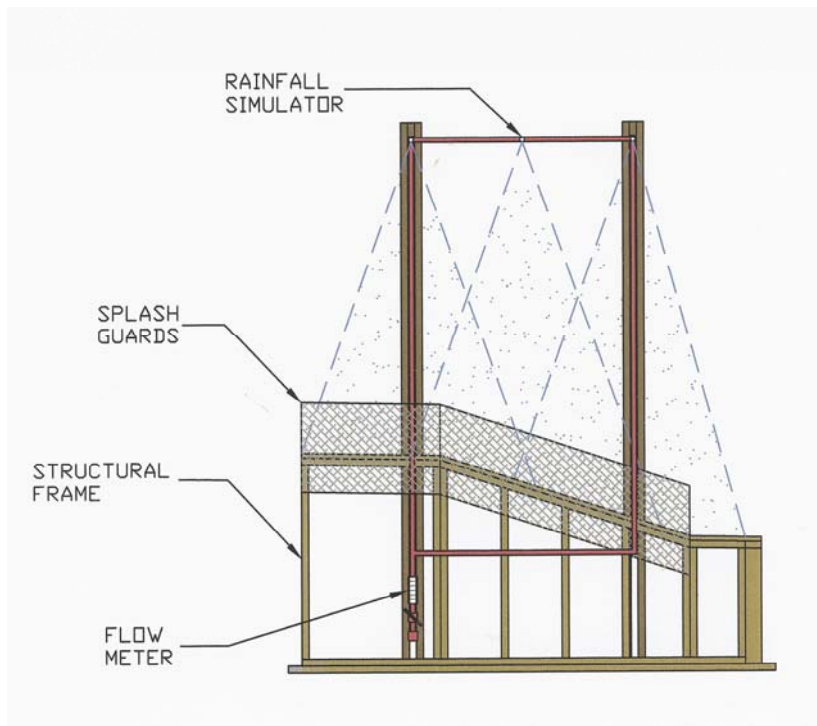 RAINFALL
SIMULATOR
SPLASH
GUARDS
STRUCTURAL
FRAME
FLOW
METER